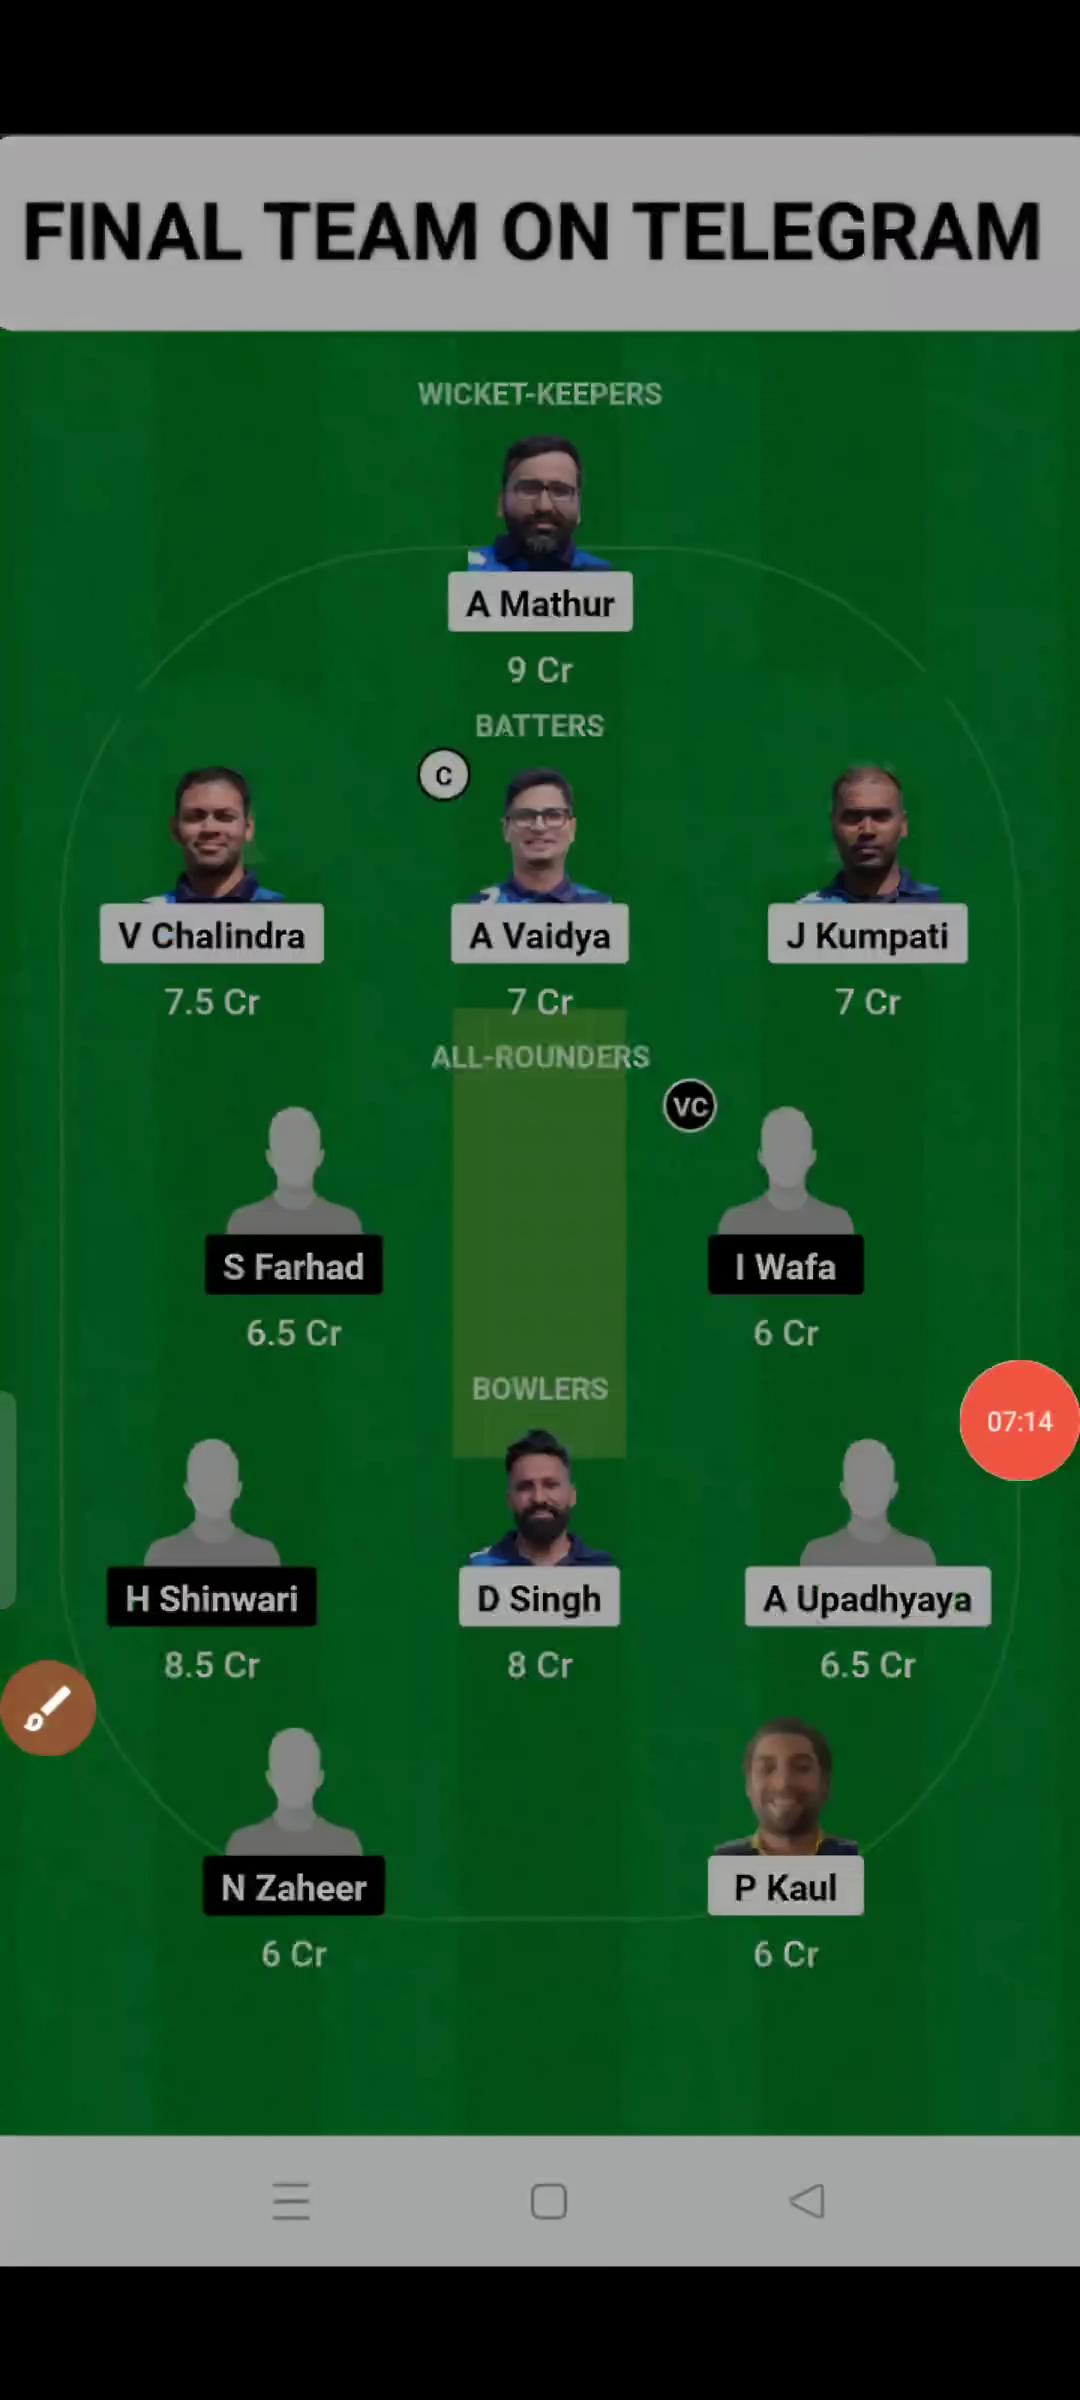 FINAL TEAM ON TELEGRAM
WICKET-KEEPERS
A Mathur
9 Cr
BATTERS
C
V Chalindra
A Vaidya
J Kumpati
7.5 Cr
7 Cr
7 Cr
ALL-ROUNDERS
VC
S Farhad
I Wafa
6.5 Cr
6 Cr
BOWLERS
07:14
H Shinwari
D Singh
A Upadhyaya
8.5 Cr
8 Cr
6.5 Cr
N Zaheer
P Kaul
6 Cr
6 Cr